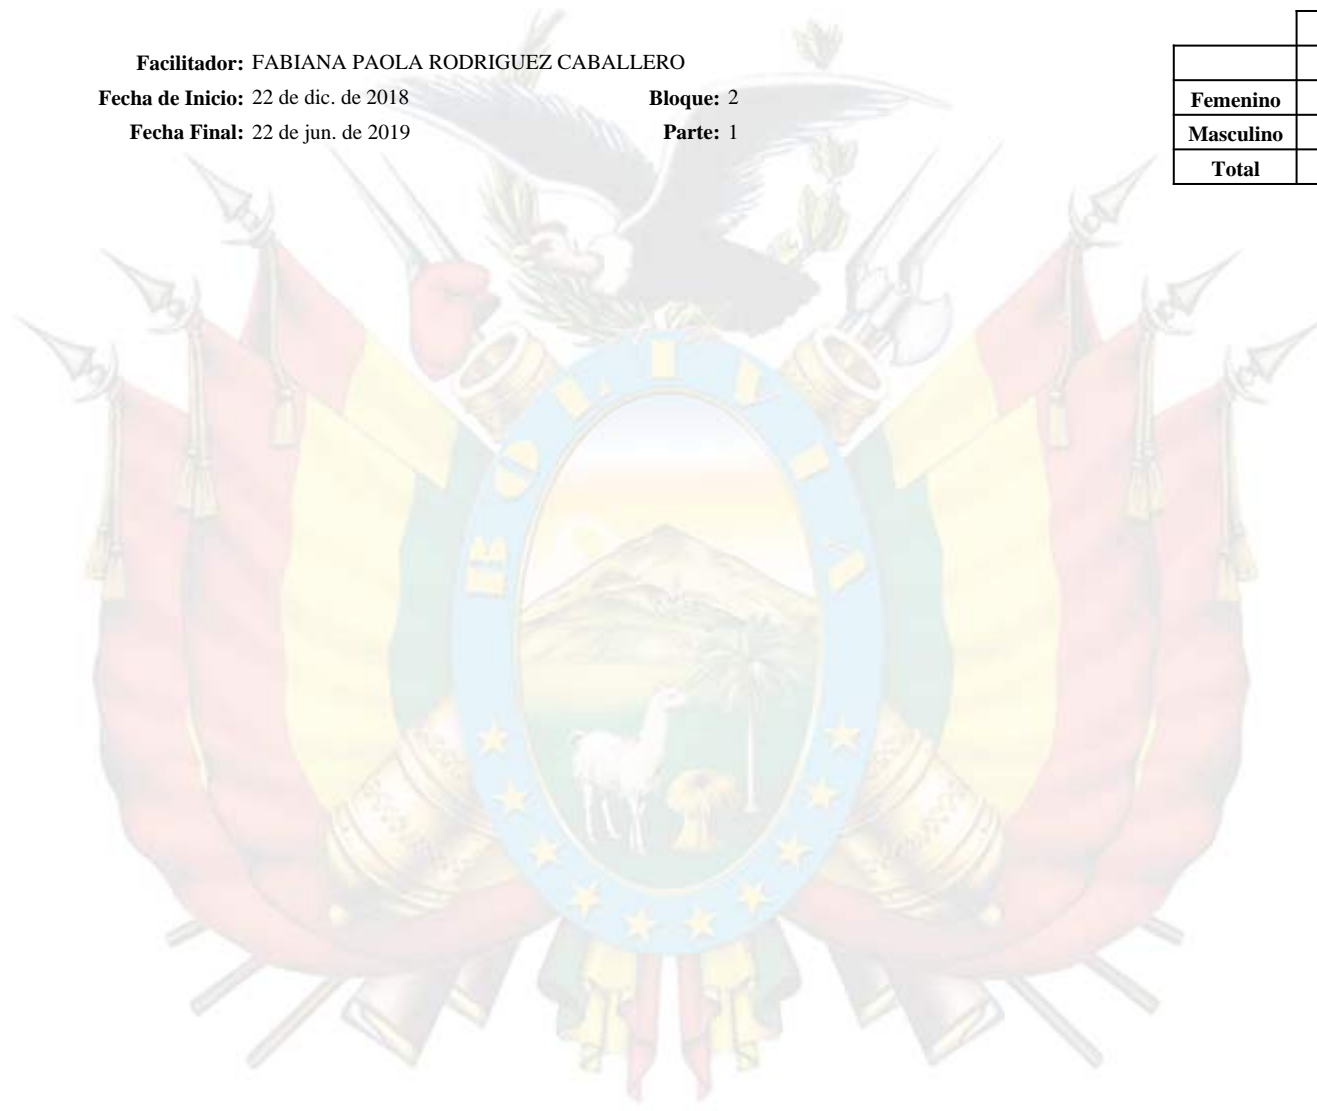 Facilitador: FABIANA PAOLA RODRIGUEZ CABALLERO
Fecha de Inicio: 22 de dic. de 2018 Bloque: 2
Fecha Final: 22 de jun. de 2019 Parte: 1
Femenino
Masculino
Total
BOLIVIA